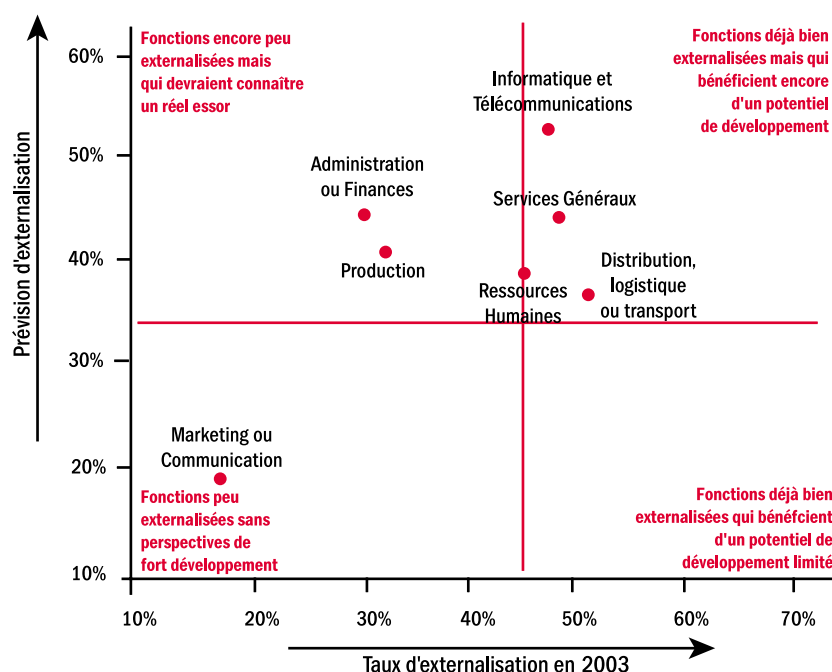 Fonctions encore peu
externalisées mais
qui devraient connaître
un réel essor
Fonctions déjà bien
externalisées mais qui
bénéficient encore
d'un potentiel
de développement
Informatique et
Télécommunications
Administration
ou Finances
Services Généraux
Production
Ressources
Humaines
Distribution,
logistique
ou transport
Marketing ou
Communication
Fonctions peu
externalisées sans
perspectives de
fort développement
Fonctions déjà bien
externalisées qui bénéfcient
d'un potentiel de
développement limité
Prévision d'externalisation
60%
50%
40%
30%
20%
10%
10% 20% 30% 40% 50% 60% 70%
Taux d'externalisation en 2003